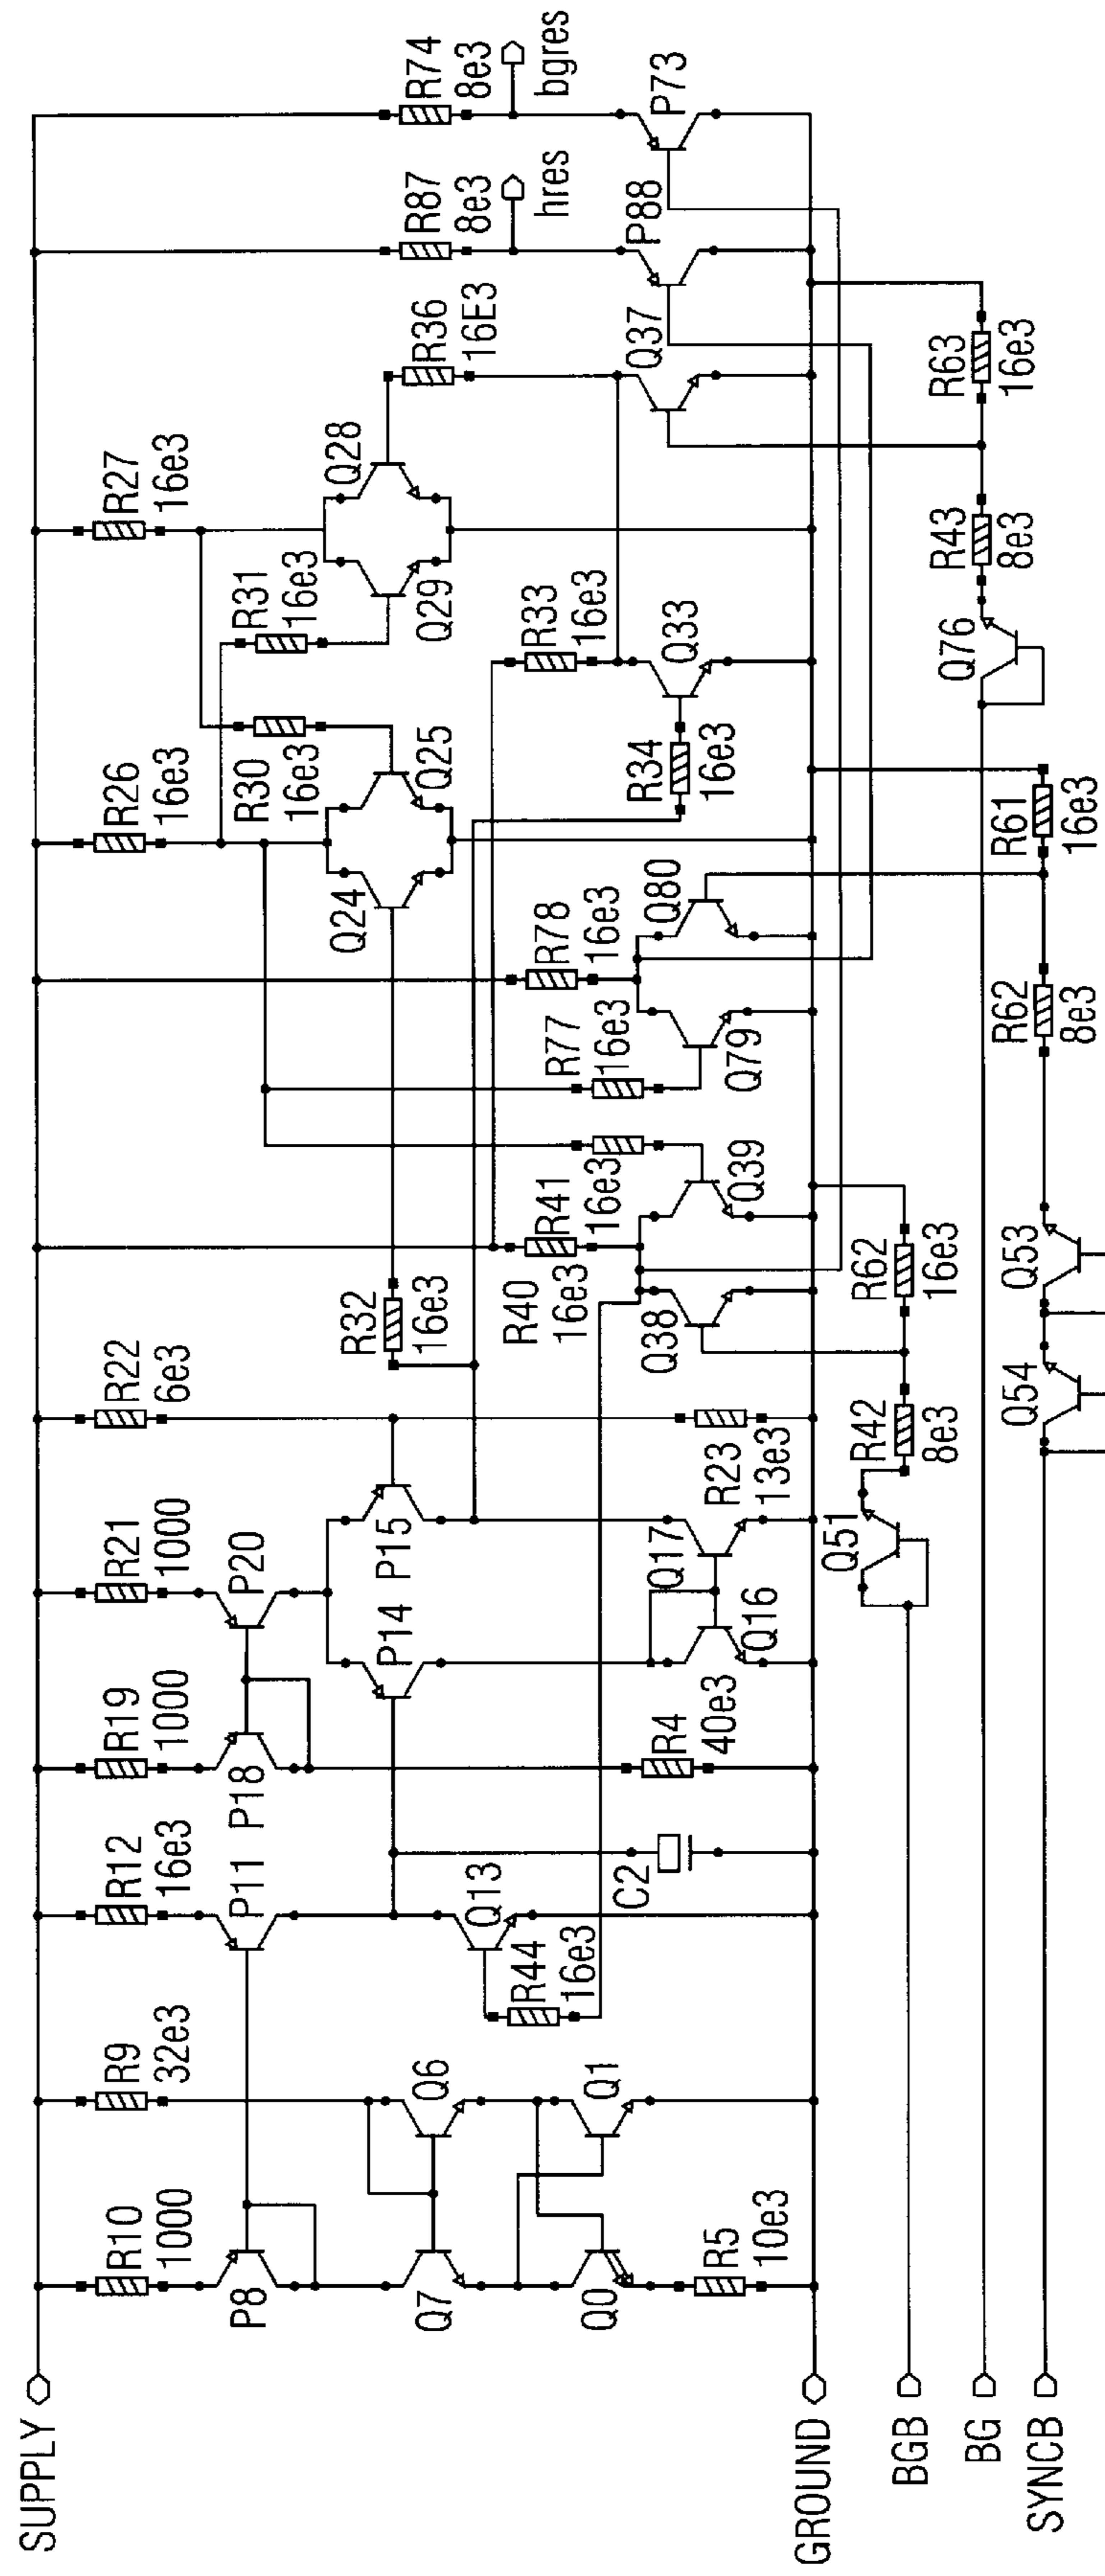 SUPPLY
R10
1000
R9
32e3
R12
16e3
R19
1000
R21
1000
R22
6e3
R26
16e3
R27
16e3
R74
8e3
bgres
R87
8e3
hres
R36
16E3
P8
P11
P18
P20
R31
16e3
R30
16e3
Q28
Q29
Q24
Q25
P14
P15
R32
16e3
Q7
Q6
Q13
R44
16e3
R40
16e3
R41
16e3
R77
16e3
R78
16e3
R33
16e3
Q0
Q1
C2
R4
40e3
Q16
Q17
R23
13e3
Q38
Q39
Q79
Q80
R34
16e3
Q33
Q37
P88
P73
R5
10e3
GROUND
BGB
Q51
R42
8e3
R62
16e3
BG
Q76
R43
8e3
R63
16e3
SYNCB
Q54
Q53
R62
8e3
R61
16e3